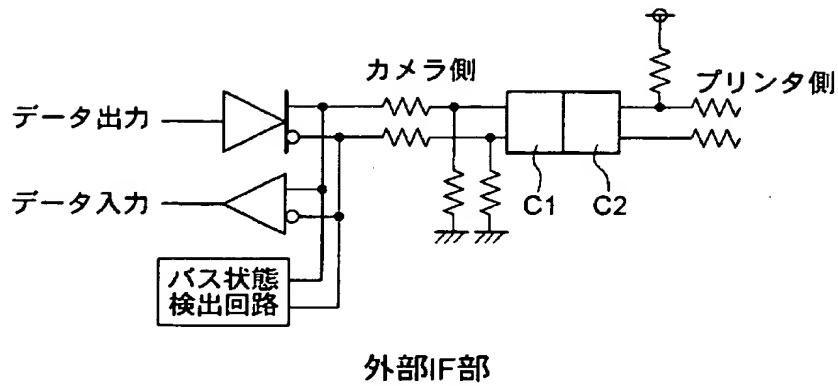 カメラ側
プリンタ側
データ出力
データ入力
C1
C2
バス状態
検出回路
外部IF部